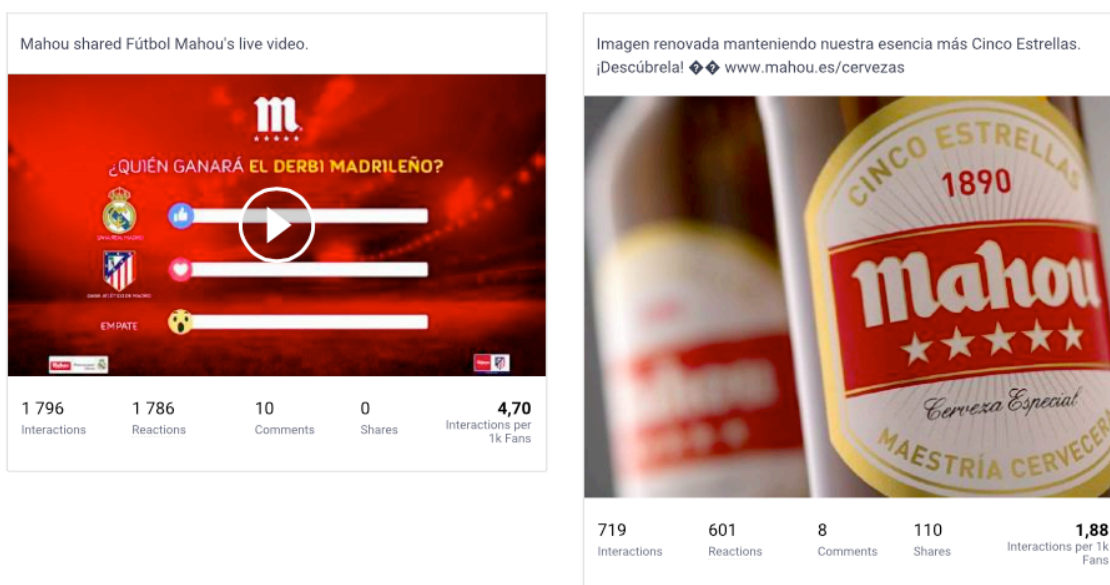 Mahou shared Fútbol Mahou's live video.
m
¿QUIÉN GANARÁ EL DERBI MADRILEÑO?
EMPATE
Mahou
1 796
Interactions
1 786
Reactions
10
Comments
0
Shares
4,70
Interactions per
1k Fans
Imagen renovada manteniendo nuestra esencia más Cinco Estrellas.
¡Descúbrela! �� www.mahou.es/cervezas
CINCO ESTRELLAS
1890
Mahou
Cerveza Especial
MAESTRÍA CERVECER
Mahou
719
Interactions
601
Reactions
8
Comments
110
Shares
1,88
Interactions per 1k
Fans